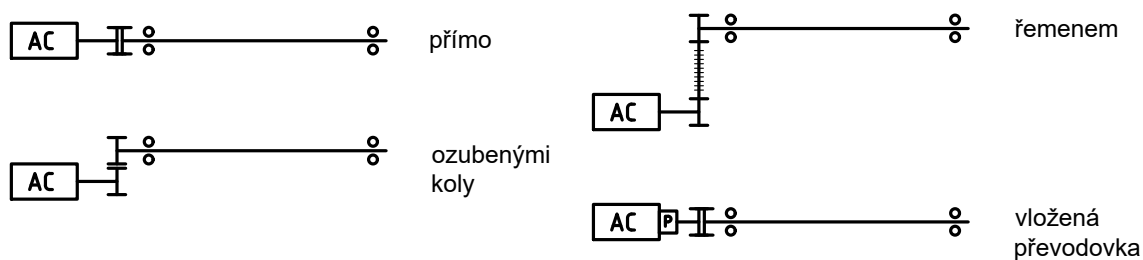 AC
přímo
AC
ozubenými
koly
AC
řemenem
AC P
vložená
převodovka